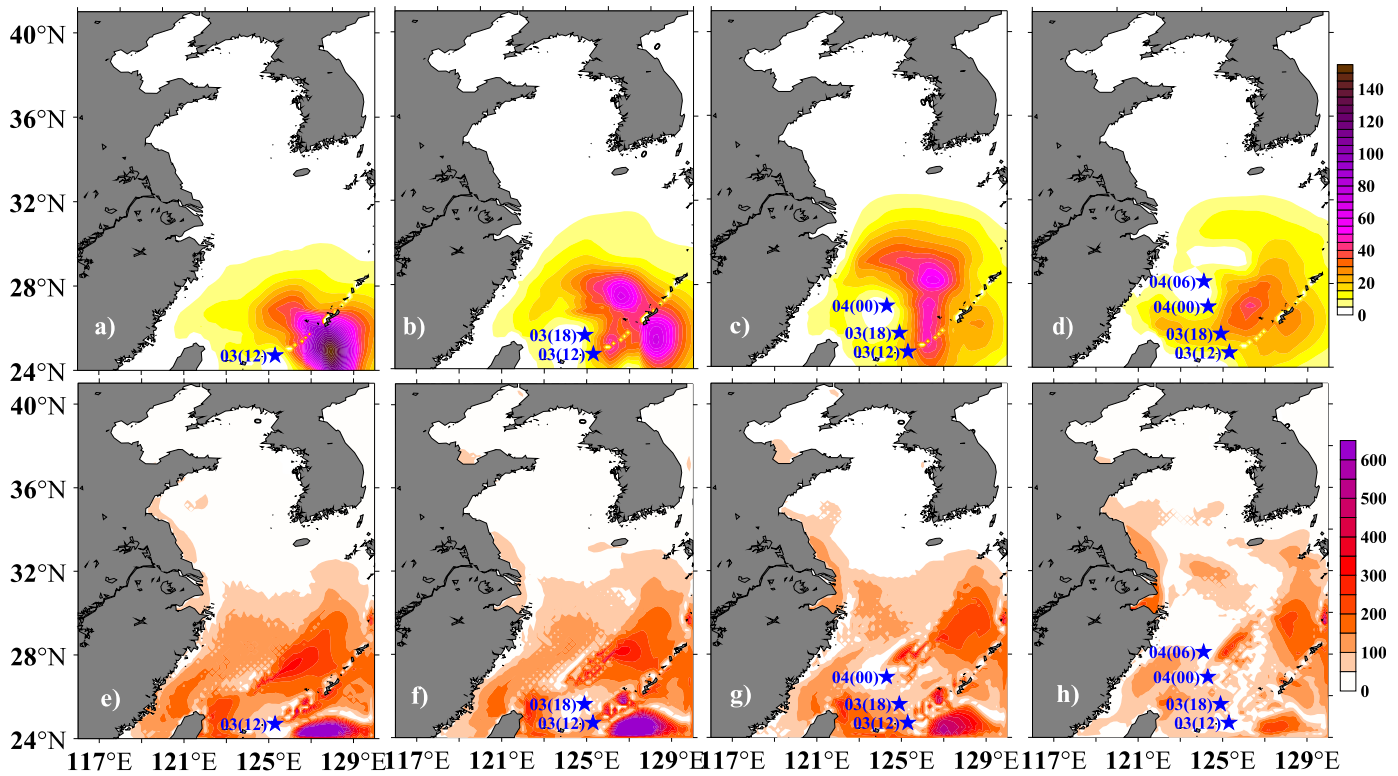 40°N
36°N
32°N
28°N
24°N
a)
03(12)
b)
03(18)
03(12)
c)
04(00)
03(18)
03(12)
d)
04(06)
04(00)
03(18)
03(12)
140
120
100
80
60
40
20
0
40°N
36°N
32°N
28°N
24°N
e)
03(12)
f)
03(18)
03(12)
g)
04(00)
03(18)
03(12)
h)
04(06)
04(00)
03(18)
03(12)
600
500
400
300
200
100
0
117°E 121°E 125°E 129°E
117°E 121°E 125°E 129°E
117°E 121°E 125°E 129°E
117°E 121°E 125°E 129°E